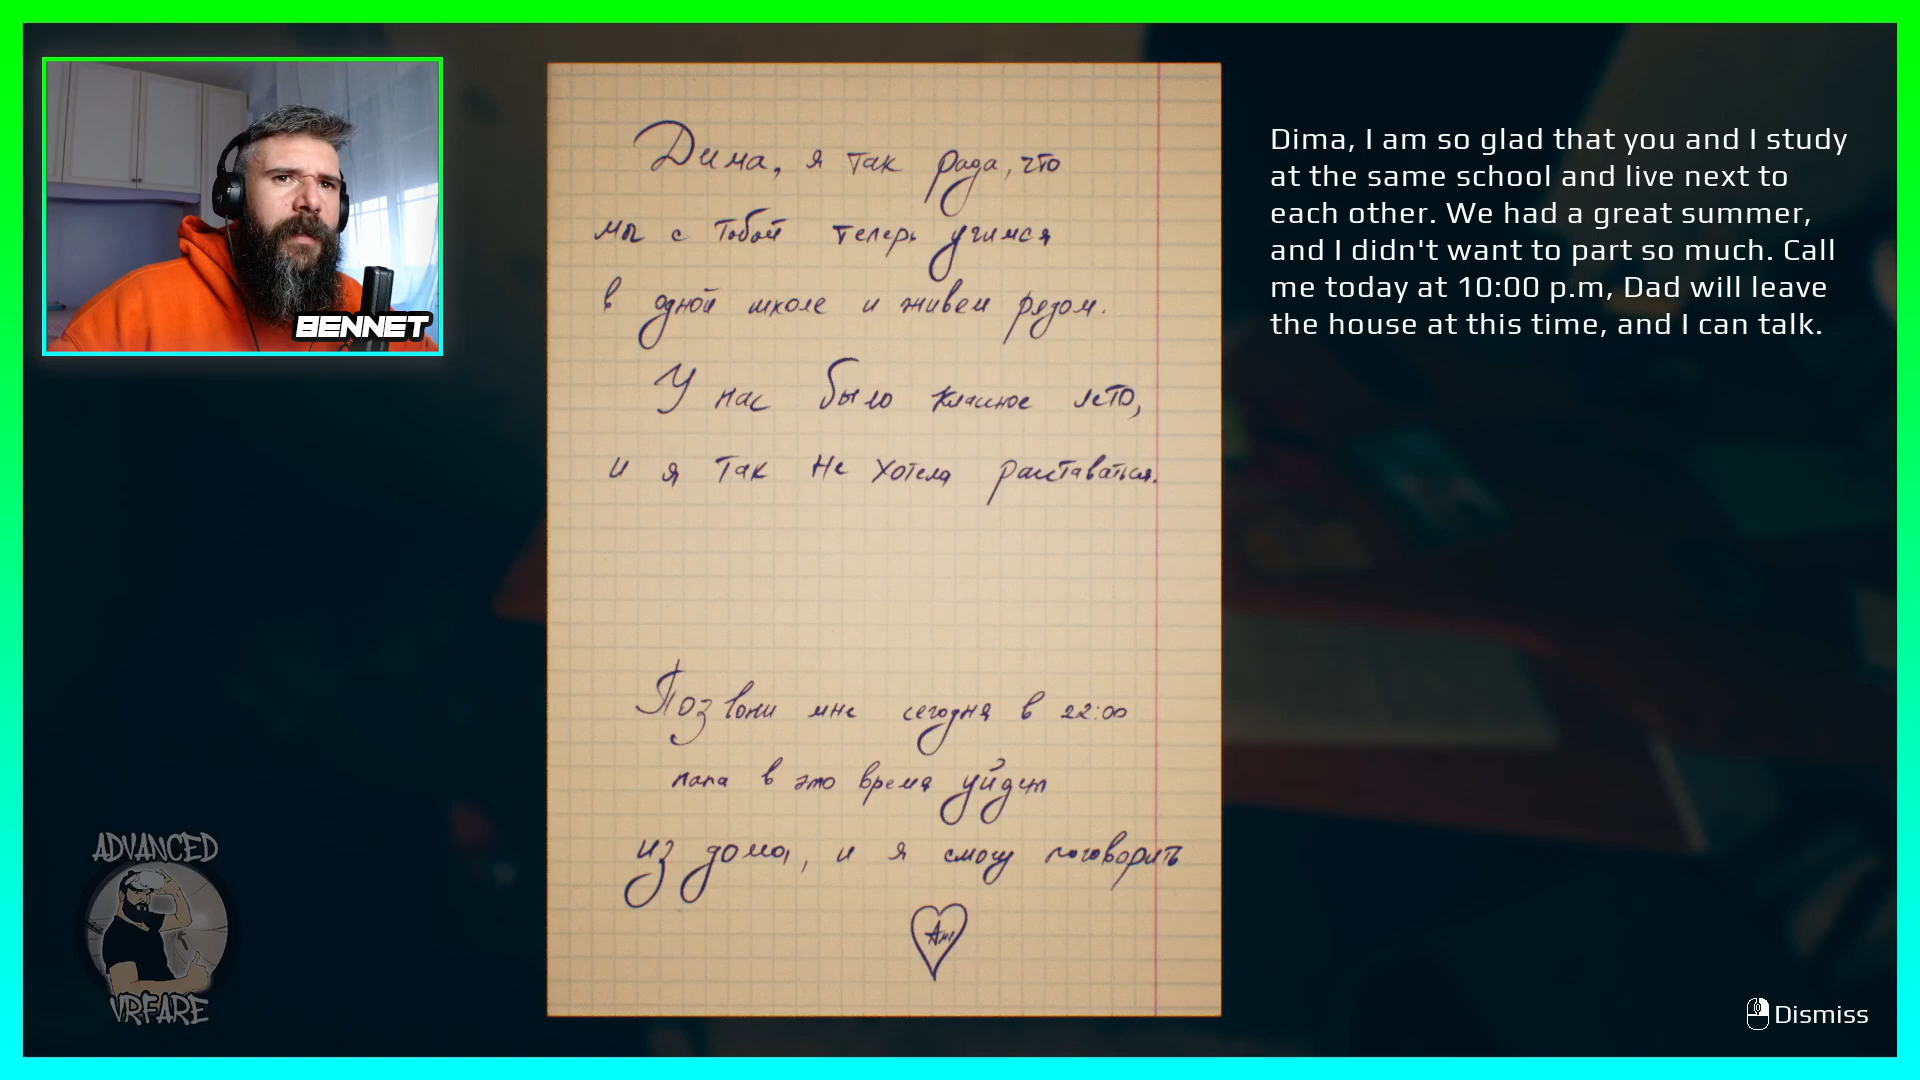 BENNET
Дима, я так рада, что
мы с тобой теперь учимся
в одной школе и живем рядом.
У нас было классное лето,
и я так не хотела расставаться.
Позвони мне сегодня в 22:00
папа в это время уйдет
из дома, и я смогу поговорить
Аня
Dima, I am so glad that you and I study
at the same school and live next to
each other. We had a great summer,
and I didn't want to part so much. Call
me today at 10:00 p.m, Dad will leave
the house at this time, and I can talk.
ADVANCED
VRFARE
Dismiss